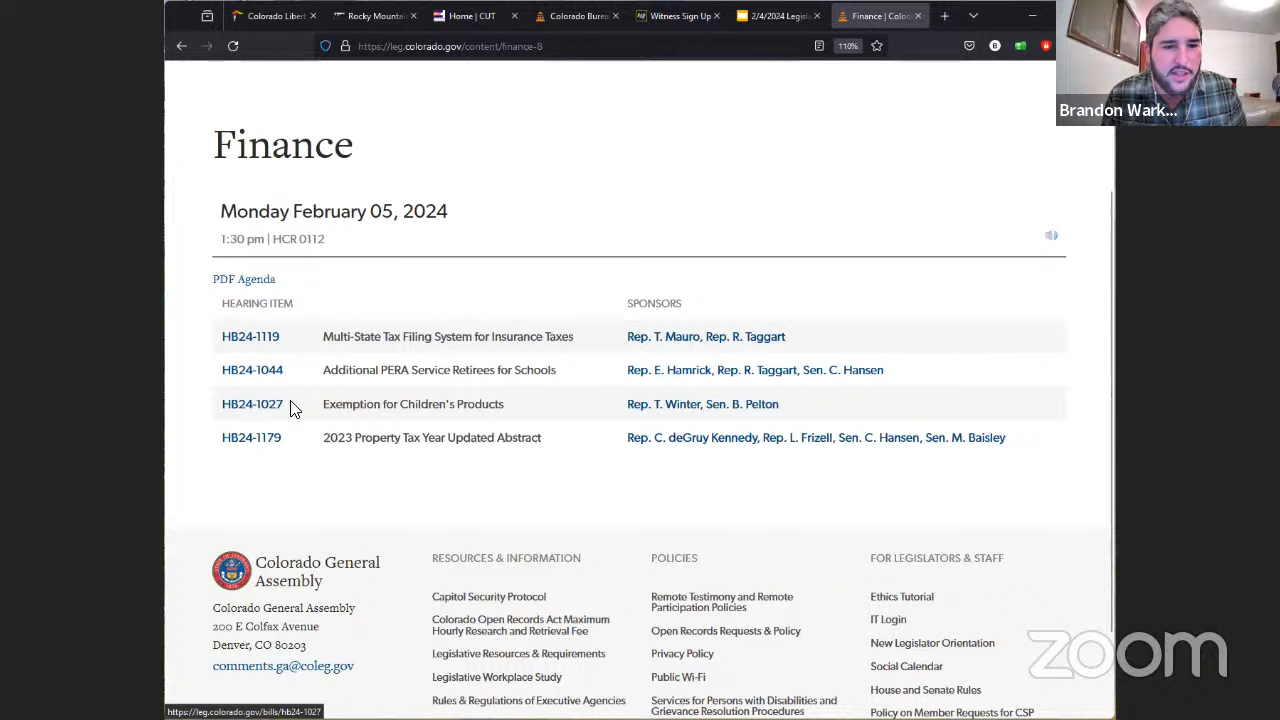 Colorado Libert
Rocky Mountain
Home | CUT
Colorado Burea
Witness Sign Up
2/4/2024 Legisl
Finance | Color
https://leg.colorado.gov/content/finance-8
110%
B
Brandon Wark...
Finance
Monday February 05, 2024
1:30 pm | HCR 0112
PDF Agenda
HEARING ITEM
SPONSORS
HB24-1119 Multi-State Tax Filing System for Insurance Taxes Rep. T. Mauro, Rep. R. Taggart
HB24-1044 Additional PERA Service Retirees for Schools Rep. E. Hamrick, Rep. R. Taggart, Sen. C. Hansen
HB24-1027 Exemption for Children's Products Rep. T. Winter, Sen. B. Pelton
HB24-1179 2023 Property Tax Year Updated Abstract Rep. C. deGruy Kennedy, Rep. L. Frizell, Sen. C. Hansen, Sen. M. Baisley
Colorado General
Assembly
Colorado General Assembly
200 E Colfax Avenue
Denver, CO 80203
comments.ga@coleg.gov
RESOURCES & INFORMATION
Capitol Security Protocol
Colorado Open Records Act Maximum
Hourly Research and Retrieval Fee
Legislative Resources & Requirements
Legislative Workplace Study
Rules & Regulations of Executive Agencies
POLICIES
Remote Testimony and Remote
Participation Policies
Open Records Requests & Policy
Privacy Policy
Public Wi-Fi
Services for Persons with Disabilities and
Grievance Resolution Procedures
FOR LEGISLATORS & STAFF
Ethics Tutorial
IT Login
New Legislator Orientation
Social Calendar
House and Senate Rules
Policy on Member Requests for CSP
zoom
https://leg.colorado.gov/bills/hb24-1027